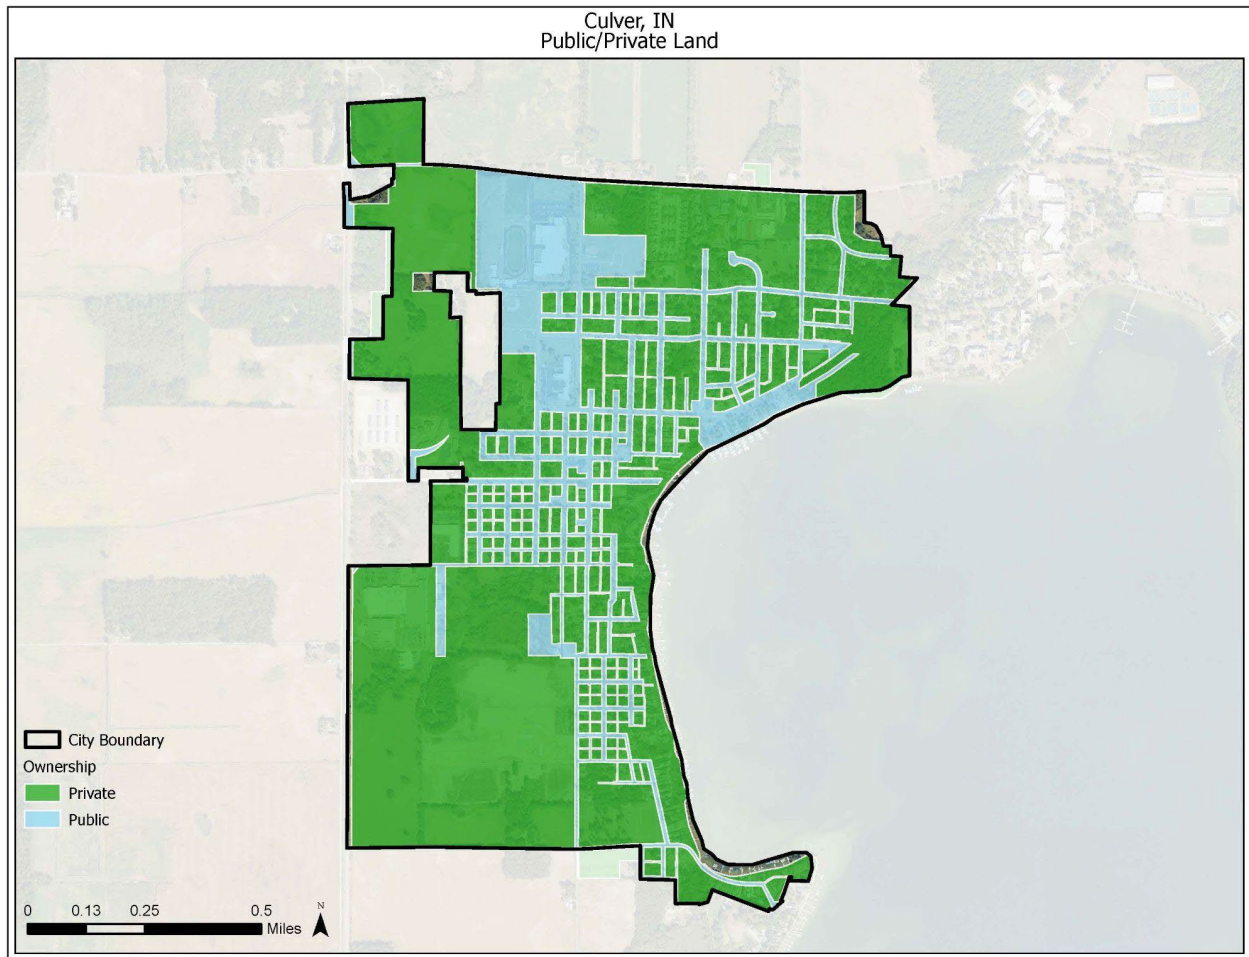 Culver, IN
Public/Private Land
City Boundary
Ownership
Private
Public
0 0.13 0.25 0.5
Miles
N